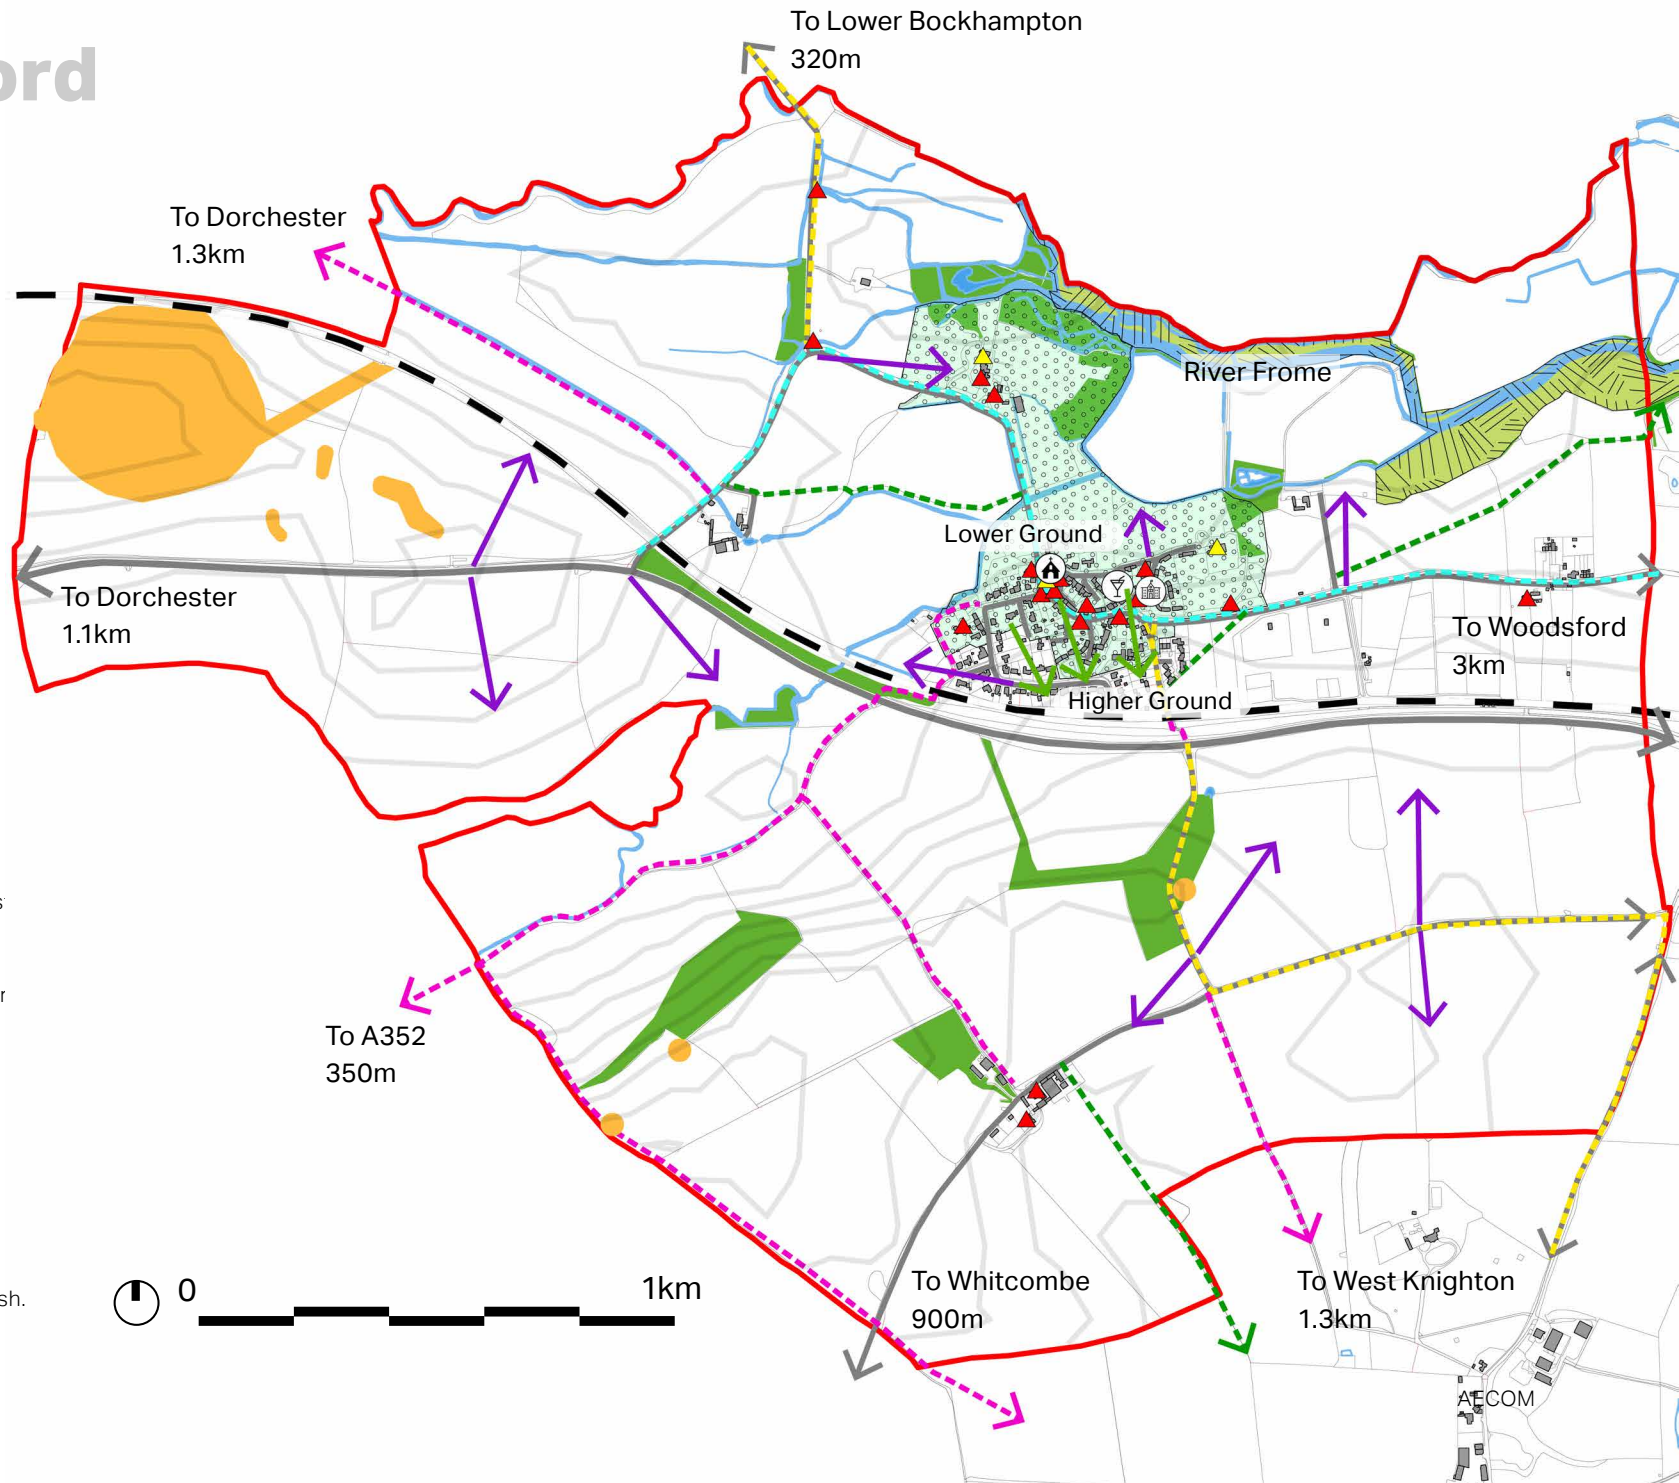 ord
To Lower Bockhampton
320m
To Dorchester
1.3km
River Frome
Lower Ground
To Dorchester
1.1km
To Woodsford
3km
Higher Ground
s
r
To A352
350m
sh.
0
1km
To Whitcombe
900m
To West Knighton
1.3km
AECOM